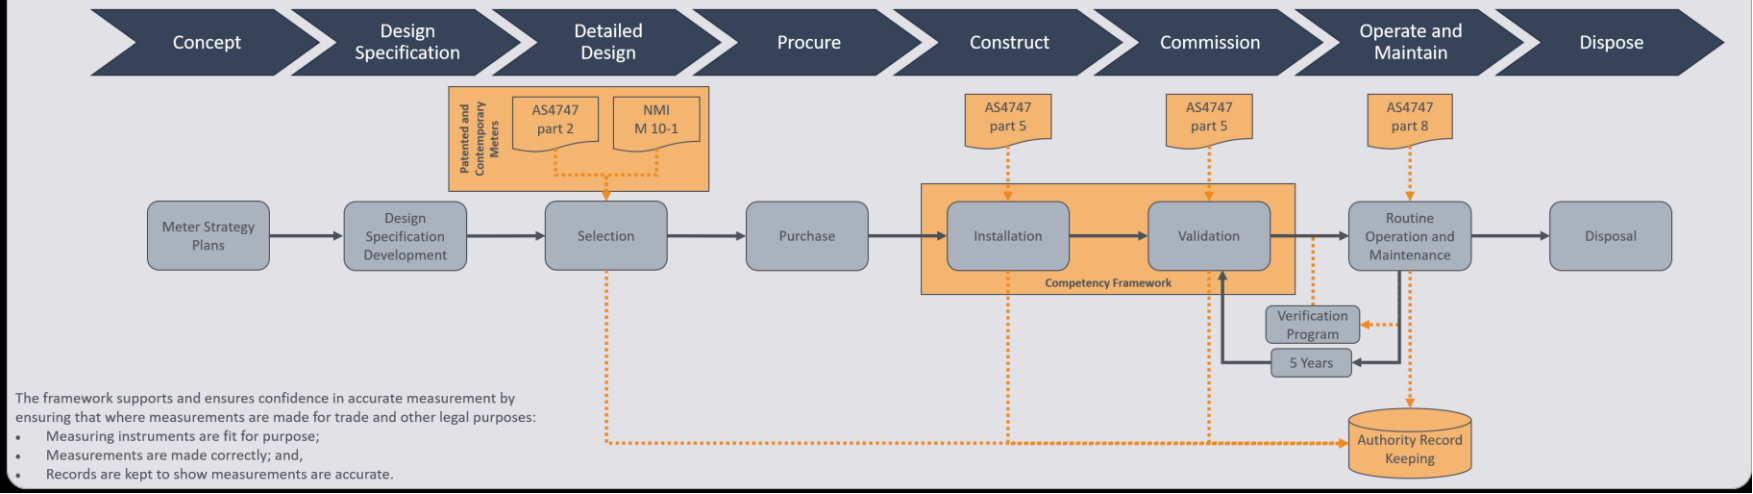 Concept
Design
Specification
Detailed
Design
Procure
Construct
Commission
Operate and
Maintain
Dispose
Patented and
Contemporary
Meters
AS4747
part 2
NMI
M 10-1
AS4747
part 5
AS4747
part 5
AS4747
part 8
Meter Strategy
Plans
Design
Specification
Development
Selection
Purchase
Installation
Validation
Routine
Operation and
Maintenance
Disposal
Competency Framework
Verification
Program
5 Years
The framework supports and ensures confidence in accurate measurement by
ensuring that where measurements are made for trade and other legal purposes:
• Measuring instruments are fit for purpose;
• Measurements are made correctly; and,
• Records are kept to show measurements are accurate.
Authority Record
Keeping